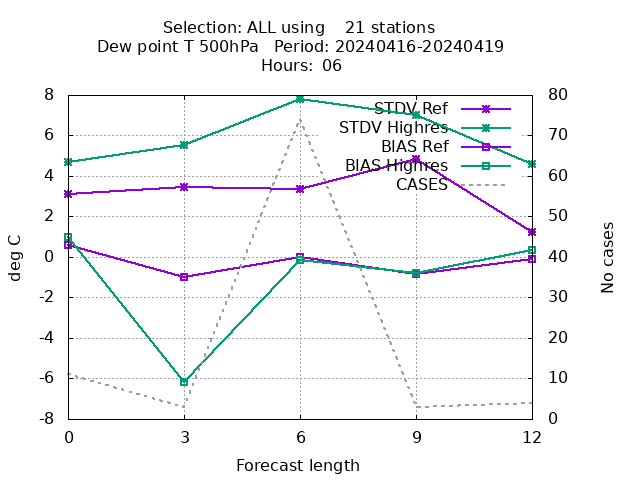 Selection: ALL using    21 stations
Dew point T 500hPa   Period: 20240416-20240419
Hours: 06
STDV Ref
STDV Highres
BIAS Ref
BIAS Highres
CASES
8
6
4
2
0
-2
-4
-6
-8
80
70
60
50
40
30
20
10
0
deg C
No cases
0 3 6 9 12
Forecast length